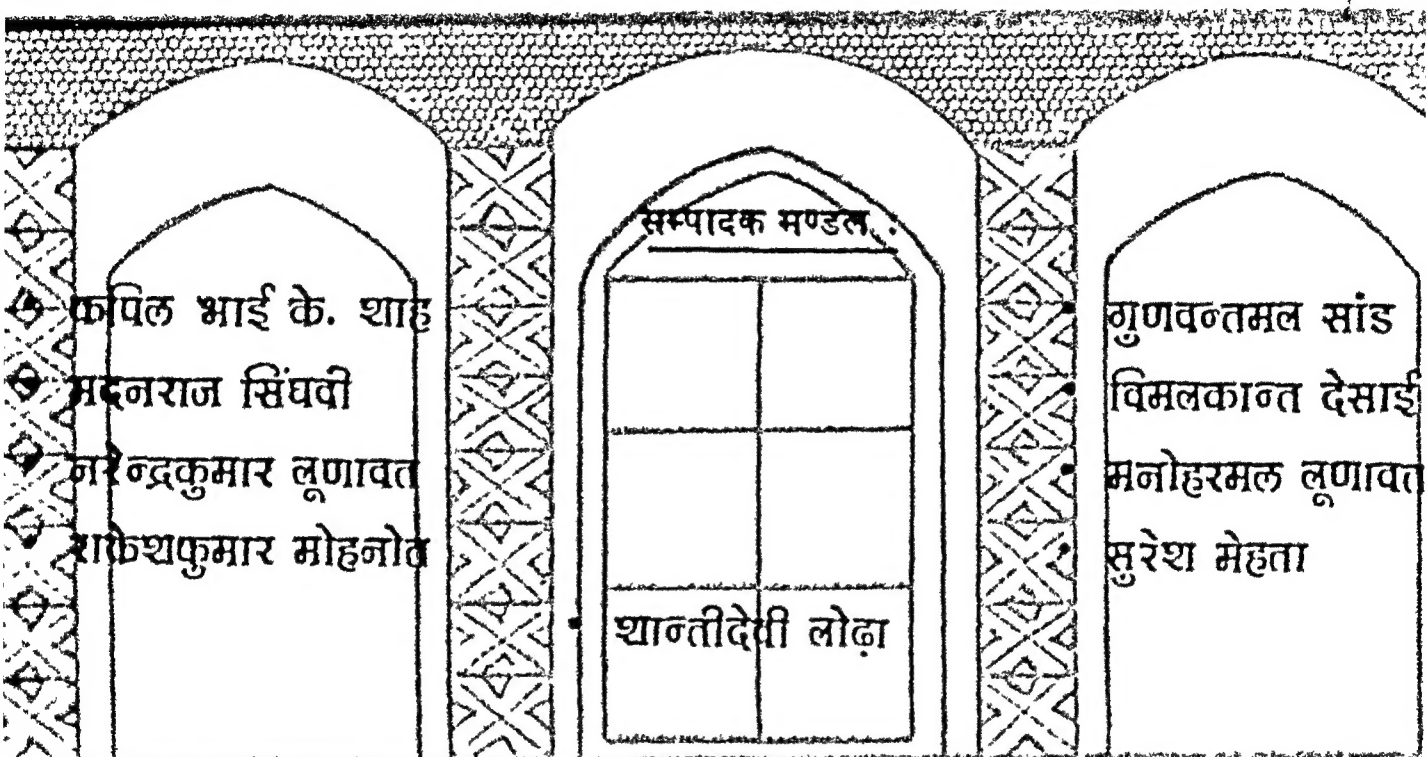 सम्पादक मण्डल :
• कपिल भाई के. शाह
• मदनराज सिंघवी
• नरेन्द्रकुमार लूणावत
• राकेशकुमार मोहनोत
• गुणवन्तमल सांड
• विमलकान्त देसाई
• मनोहरमल लूणावत
• सुरेश मेहता
• शान्तीदेवी लोढ़ा